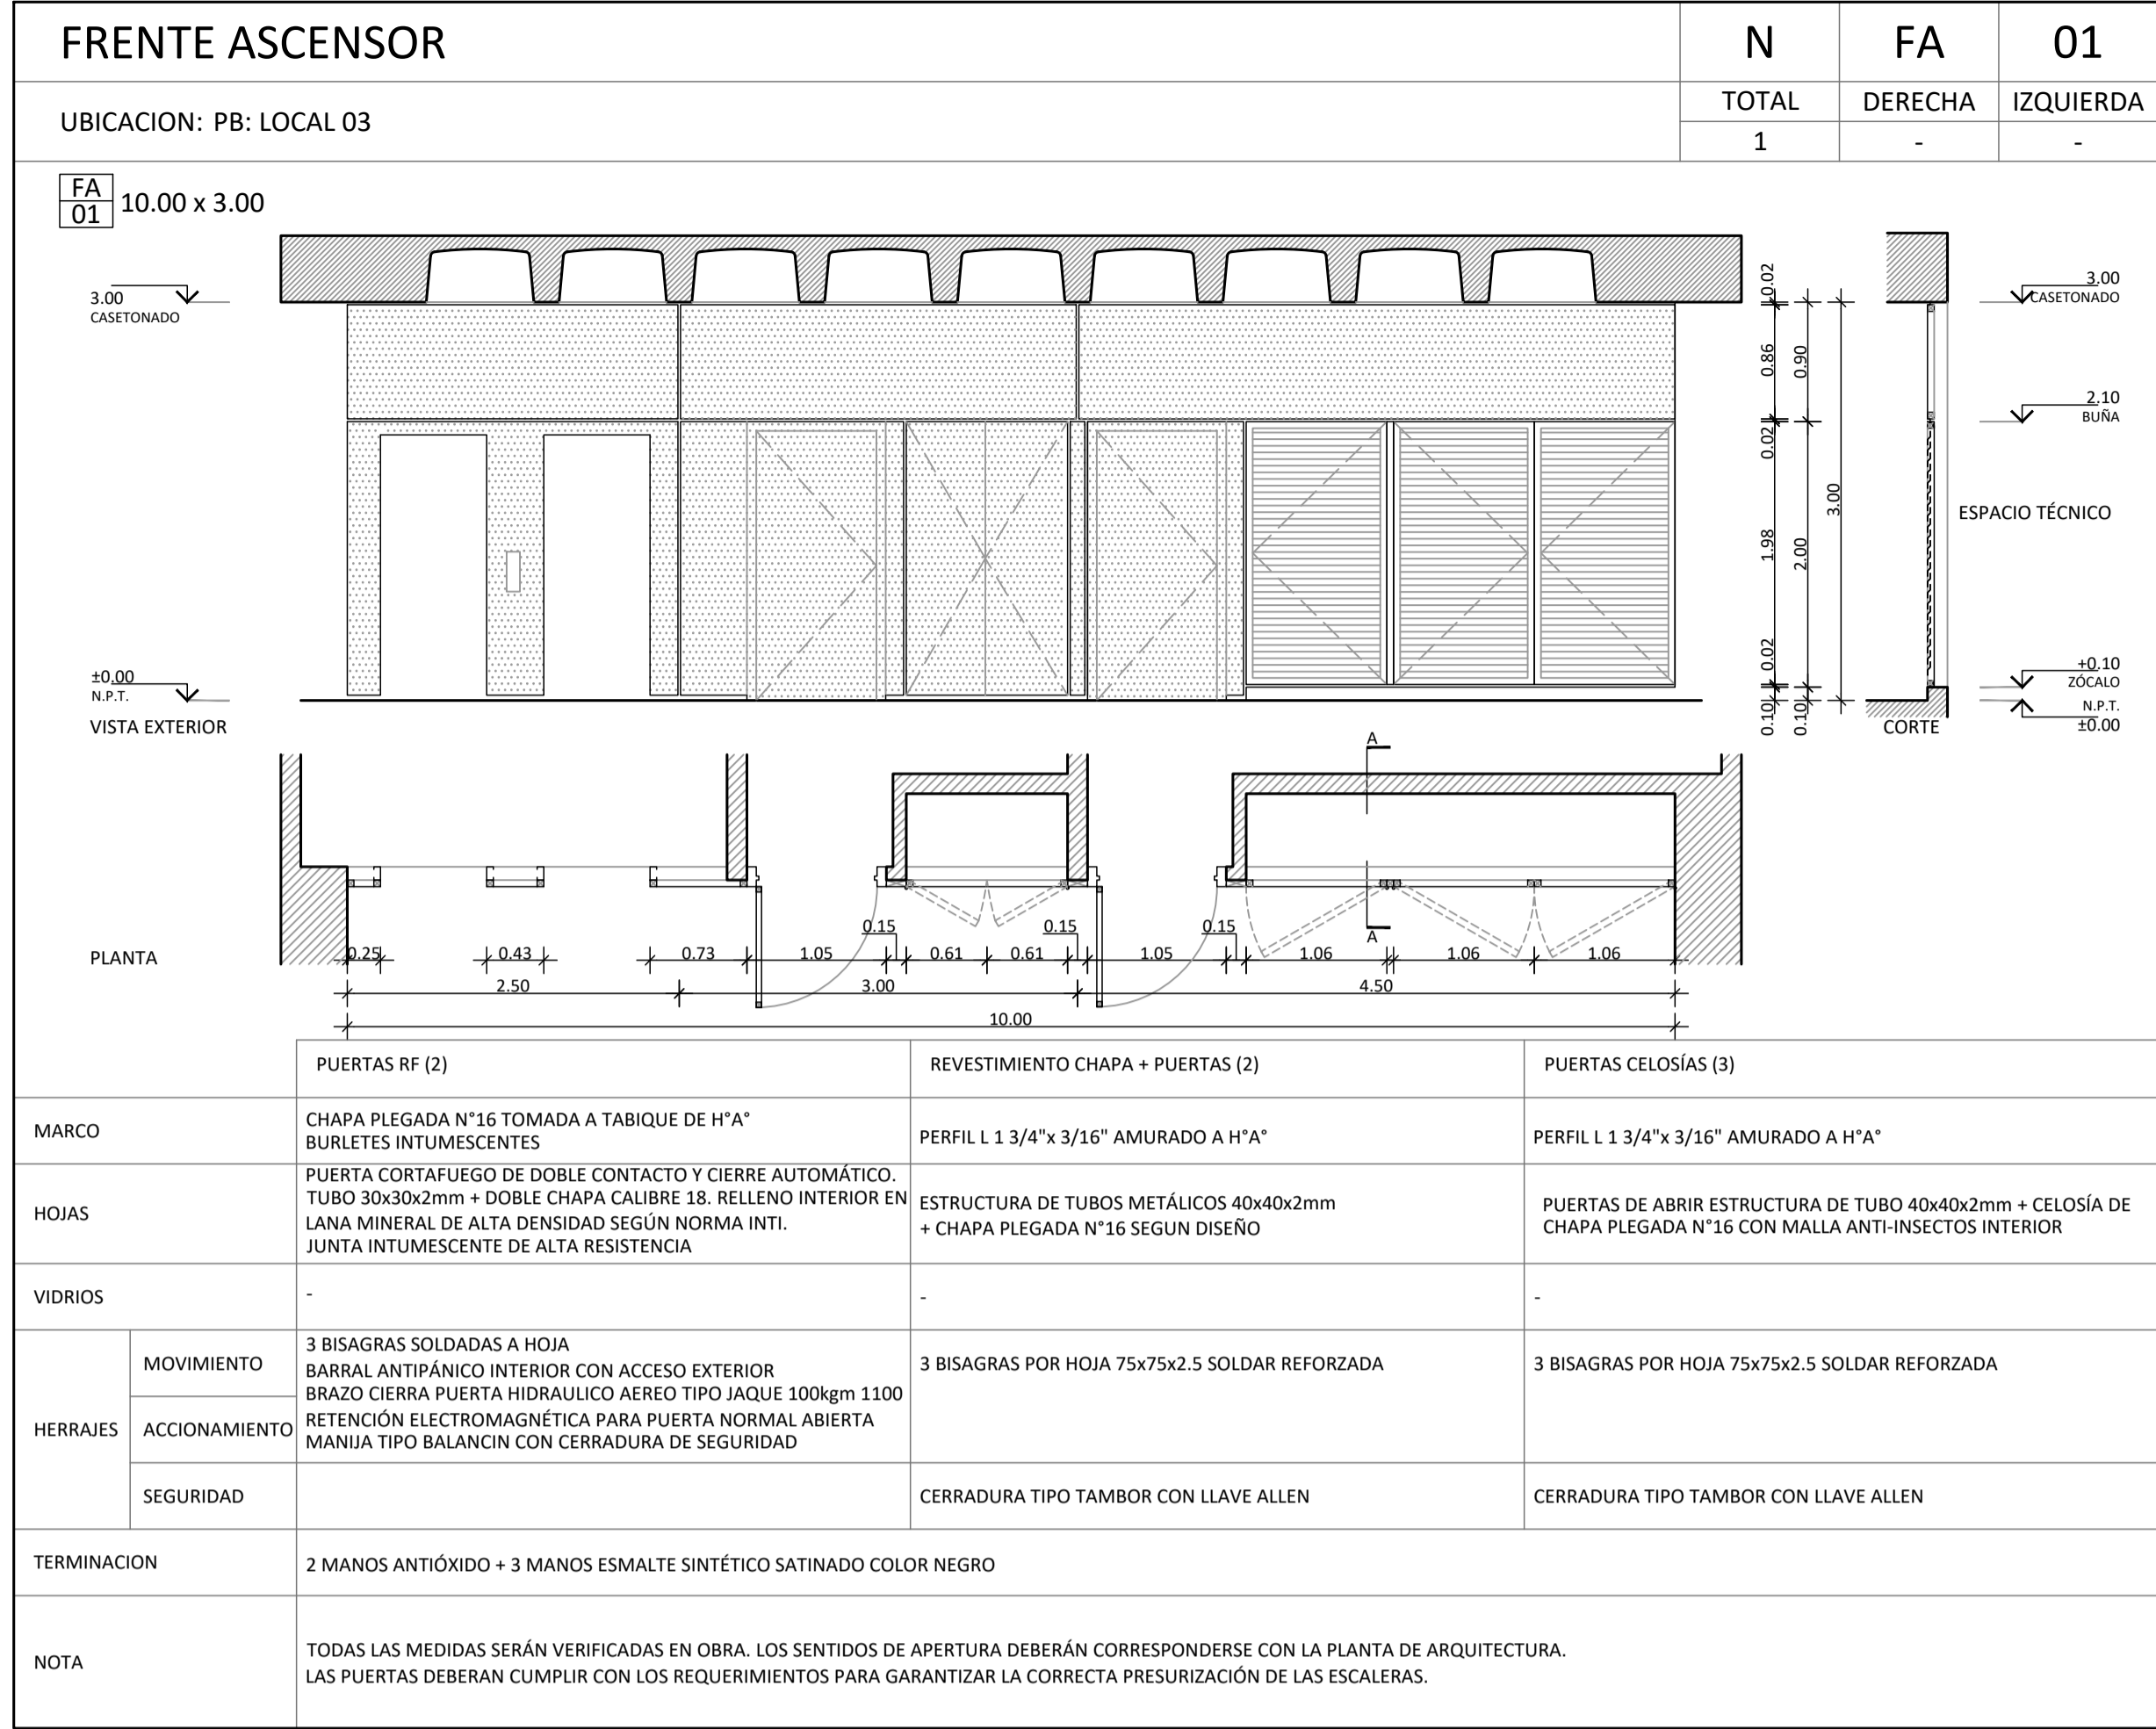 FRENTE ASCENSOR
N
FA
01
UBICACION: PB: LOCAL 03
TOTAL
DERECHA
IZQUIERDA
1
-
-
FA
01
10.00 x 3.00
3.00
CASETONADO
±0.00
N.P.T.
VISTA EXTERIOR
0.02
0.86
0.90
0.02
3.00
1.98
2.00
0.02
0.10
0.10
3.00
CASETONADO
2.10
BUÑA
ESPACIO TÉCNICO
+0.10
ZÓCALO
N.P.T.
±0.00
CORTE
A
A
PLANTA
0.15
0.15
0.15
0.25
0.43
0.73
1.05
0.61
0.61
1.05
1.06
1.06
1.06
2.50
3.00
4.50
10.00
PUERTAS RF (2)
REVESTIMIENTO CHAPA + PUERTAS (2)
PUERTAS CELOSÍAS (3)
MARCO
CHAPA PLEGADA N°16 TOMADA A TABIQUE DE H°A°
BURLETES INTUMESCENTES
PERFIL L 1 3/4"x 3/16" AMURADO A H°A°
PERFIL L 1 3/4"x 3/16" AMURADO A H°A°
HOJAS
PUERTA CORTAFUEGO DE DOBLE CONTACTO Y CIERRE AUTOMÁTICO.
TUBO 30x30x2mm + DOBLE CHAPA CALIBRE 18. RELLENO INTERIOR EN
LANA MINERAL DE ALTA DENSIDAD SEGÚN NORMA INTI.
JUNTA INTUMESCENTE DE ALTA RESISTENCIA
ESTRUCTURA DE TUBOS METÁLICOS 40x40x2mm
+ CHAPA PLEGADA N°16 SEGUN DISEÑO
PUERTAS DE ABRIR ESTRUCTURA DE TUBO 40x40x2mm + CELOSÍA DE
CHAPA PLEGADA N°16 CON MALLA ANTI-INSECTOS INTERIOR
VIDRIOS
-
-
-
HERRAJES
MOVIMIENTO
3 BISAGRAS SOLDADAS A HOJA
BARRAL ANTIPÁNICO INTERIOR CON ACCESO EXTERIOR
BRAZO CIERRA PUERTA HIDRAULICO AEREO TIPO JAQUE 100kgm 1100
3 BISAGRAS POR HOJA 75x75x2.5 SOLDAR REFORZADA
3 BISAGRAS POR HOJA 75x75x2.5 SOLDAR REFORZADA
ACCIONAMIENTO
RETENCIÓN ELECTROMAGNÉTICA PARA PUERTA NORMAL ABIERTA
MANIJA TIPO BALANCIN CON CERRADURA DE SEGURIDAD
SEGURIDAD
CERRADURA TIPO TAMBOR CON LLAVE ALLEN
CERRADURA TIPO TAMBOR CON LLAVE ALLEN
TERMINACION
2 MANOS ANTIÓXIDO + 3 MANOS ESMALTE SINTÉTICO SATINADO COLOR NEGRO
NOTA
TODAS LAS MEDIDAS SERÁN VERIFICADAS EN OBRA. LOS SENTIDOS DE APERTURA DEBERÁN CORRESPONDERSE CON LA PLANTA DE ARQUITECTURA.
LAS PUERTAS DEBERAN CUMPLIR CON LOS REQUERIMIENTOS PARA GARANTIZAR LA CORRECTA PRESURIZACIÓN DE LAS ESCALERAS.